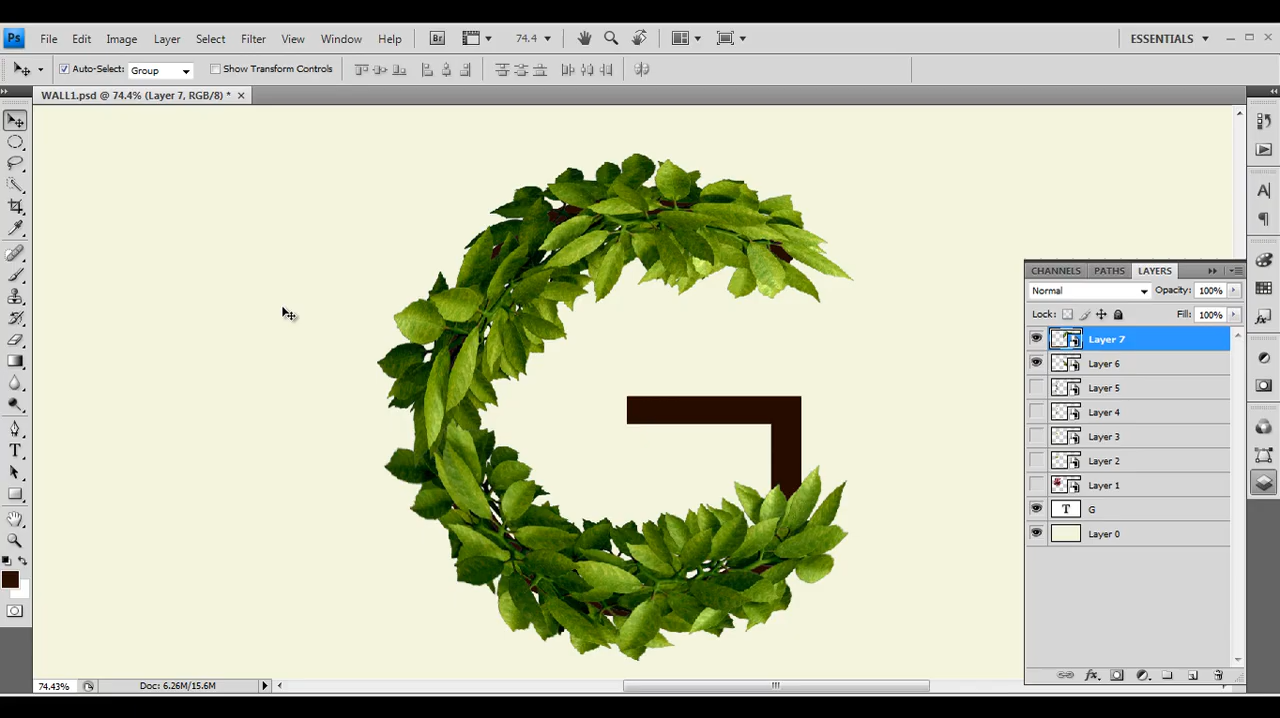 Ps File Edit Image Layer Select Filter View Window Help Br 74.4 ESSENTIALS
Auto-Select: Group Show Transform Controls
WALL1.psd @ 74.4% (Layer 7, RGB/8) *
G
CHANNELS PATHS LAYERS
Normal Opacity: 100%
Lock: Fill: 100%
Layer 7
Layer 6
Layer 5
Layer 4
Layer 3
Layer 2
Layer 1
T G
Layer 0
fx
74.43% Doc: 6.26M/15.6M